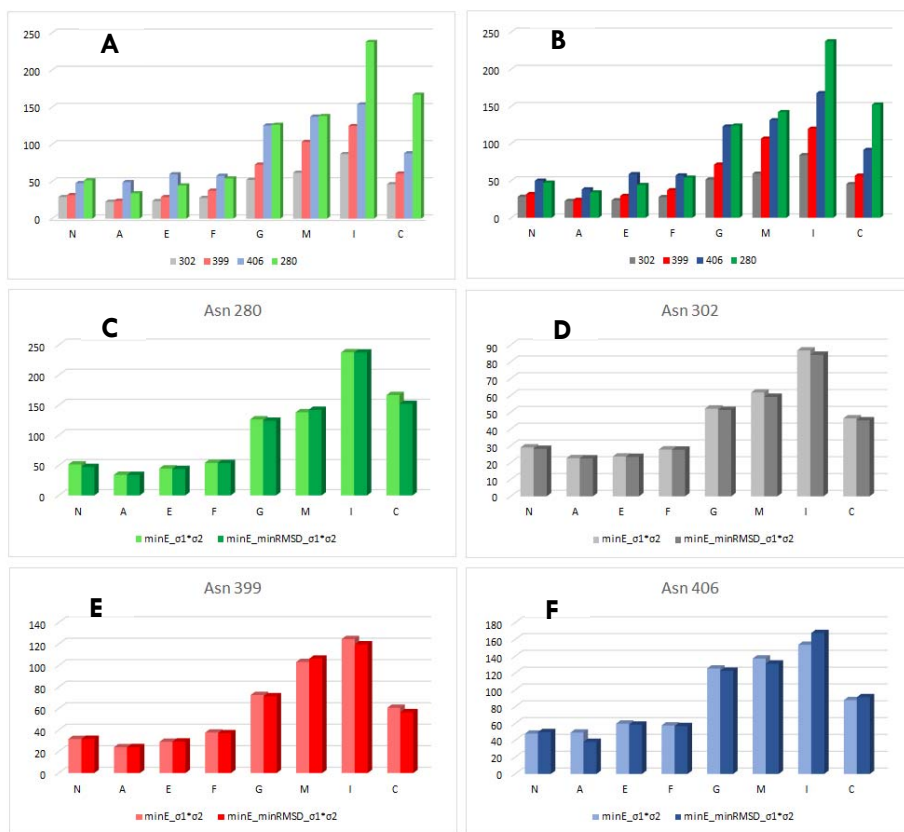 A
250
200
150
100
50
0
N A E F G M I C
302 399 406 280
B
250
200
150
100
50
0
N A E F G M I C
302 399 406 280
Asn 280
C
250
200
150
100
50
0
N A E F G M I C
minE_σ1*σ2 minE_minRMSD_σ1*σ2
Asn 302
D
90
80
70
60
50
40
30
20
10
0
N A E F G M I C
minE_σ1*σ2 minE_minRMSD_σ1*σ2
Asn 399
E
140
120
100
80
60
40
20
0
N A E F G M I C
minE_σ1*σ2 minE_minRMSD_σ1*σ2
Asn 406
F
180
160
140
120
100
80
60
40
20
0
N A E F G M I C
minE_σ1*σ2 minE_minRMSD_σ1*σ2